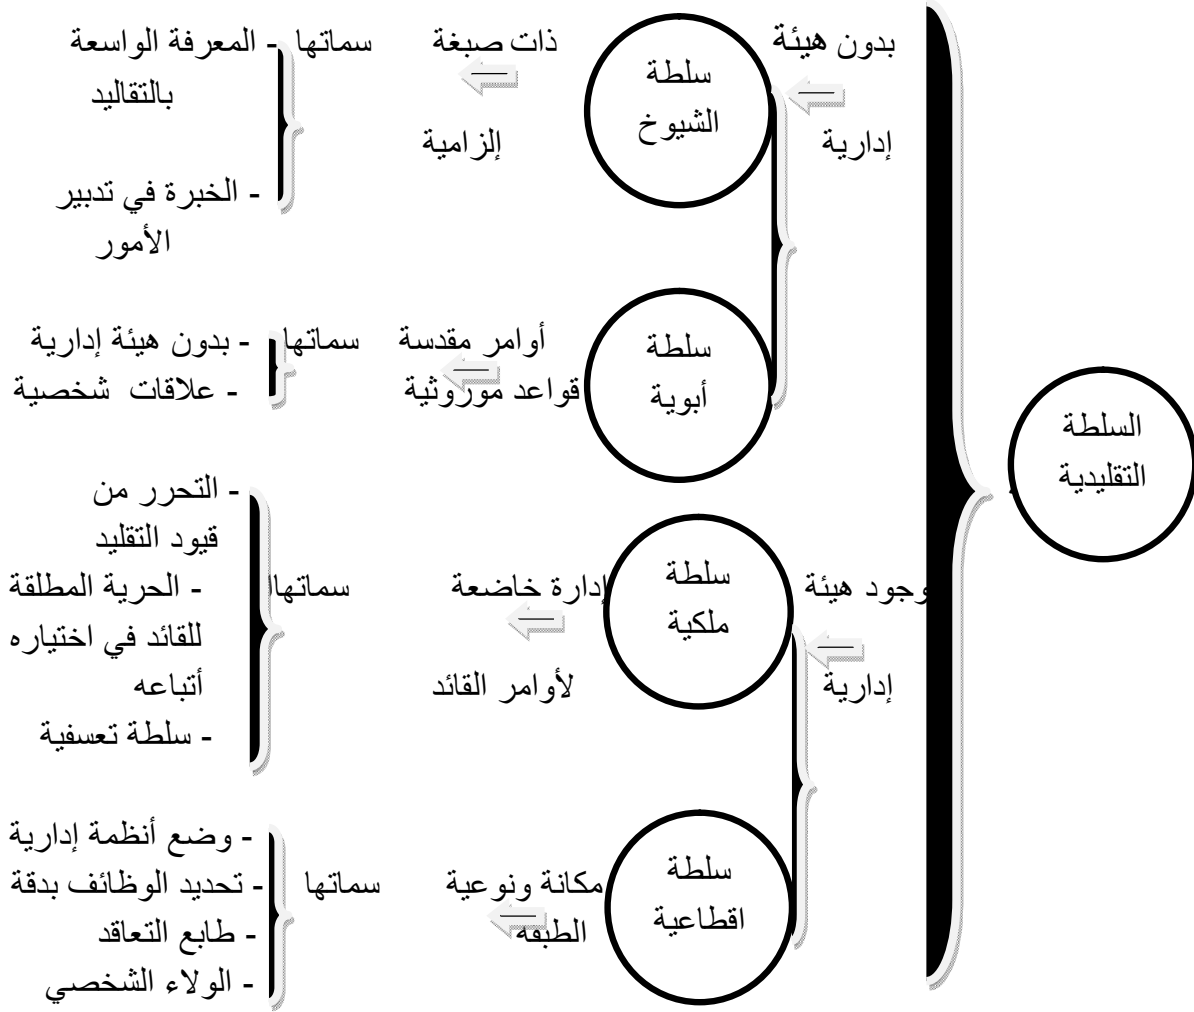 السلطة
التقليدية
بدون هيئة
إدارية
سلطة
الشيوخ
ذات صبغة
إلزامية
سماتها
- المعرفة الواسعة
بالتقاليد
- الخبرة في تدبير
الأمور
سلطة
أبوية
أوامر مقدسة
قواعد موروثية
سماتها
- بدون هيئة إدارية
- علاقات شخصية
وجود هيئة
إدارية
سلطة
ملكية
إدارة خاضعة
لأوامر القائد
سماتها
- التحرر من
قيود التقليد
- الحرية المطلقة
للقائد في اختياره
أتباعه
- سلطة تعسفية
سلطة
اقطاعية
مكانة ونوعية
الطبقة
سماتها
- وضع أنظمة إدارية
- تحديد الوظائف بدقة
- طابع التعاقد
- الولاء الشخصي